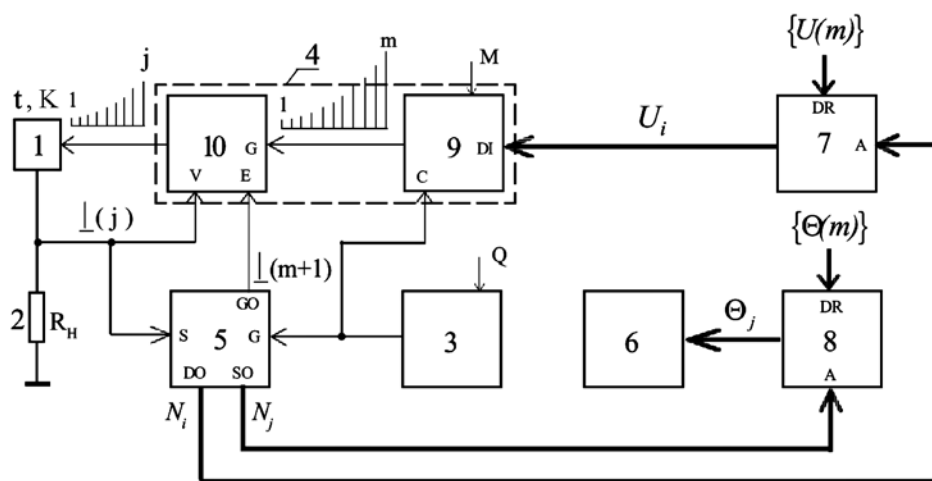 {U(m)}
j
4
m
M
t, K
1
1
DR
U_i
1
10
G
9
DI
7
A
V
E
C
⊥(j)
{Θ(m)}
⊥(m+1)
Q
GO
DR
Θ_j
2
R_H
S
5
G
3
6
8
DO
SO
A
N_i
N_j